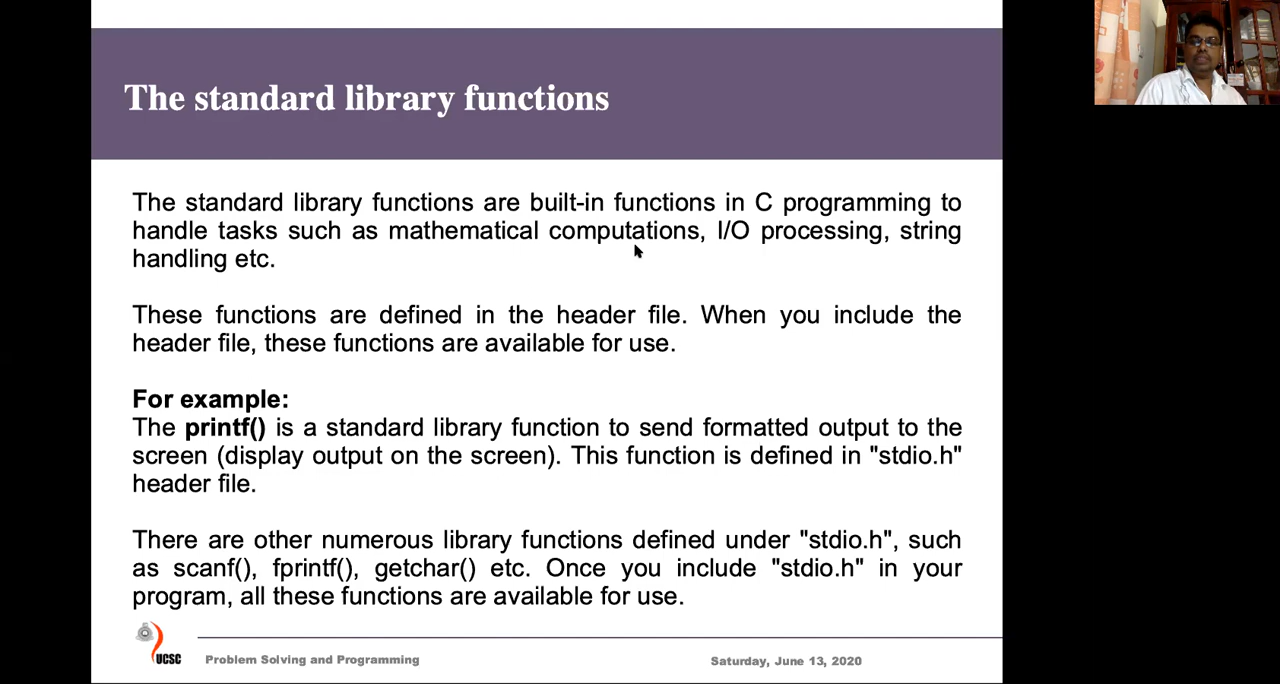 The standard library functions
The standard library functions are built-in functions in C programming to
handle tasks such as mathematical computations, I/O processing, string
handling etc.
These functions are defined in the header file. When you include the
header file, these functions are available for use.
For example:
The printf() is a standard library function to send formatted output to the
screen (display output on the screen). This function is defined in "stdio.h"
header file.
There are other numerous library functions defined under "stdio.h", such
as scanf(), fprintf(), getchar() etc. Once you include "stdio.h" in your
program, all these functions are available for use.
UCSC
Problem Solving and Programming
Saturday, June 13, 2020